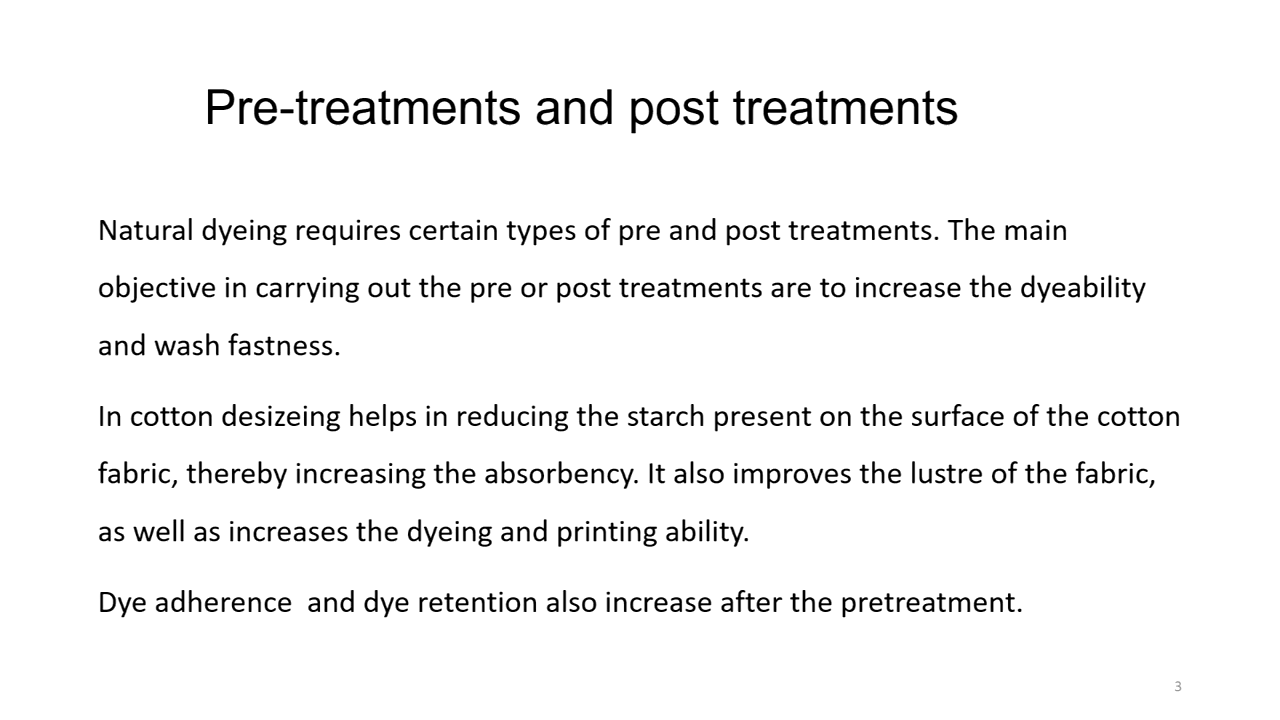 Pre-treatments and post treatments
Natural dyeing requires certain types of pre and post treatments. The main
objective in carrying out the pre or post treatments are to increase the dyeability
and wash fastness.
In cotton desizeing helps in reducing the starch present on the surface of the cotton
fabric, thereby increasing the absorbency. It also improves the lustre of the fabric,
as well as increases the dyeing and printing ability.
Dye adherence  and dye retention also increase after the pretreatment.
3